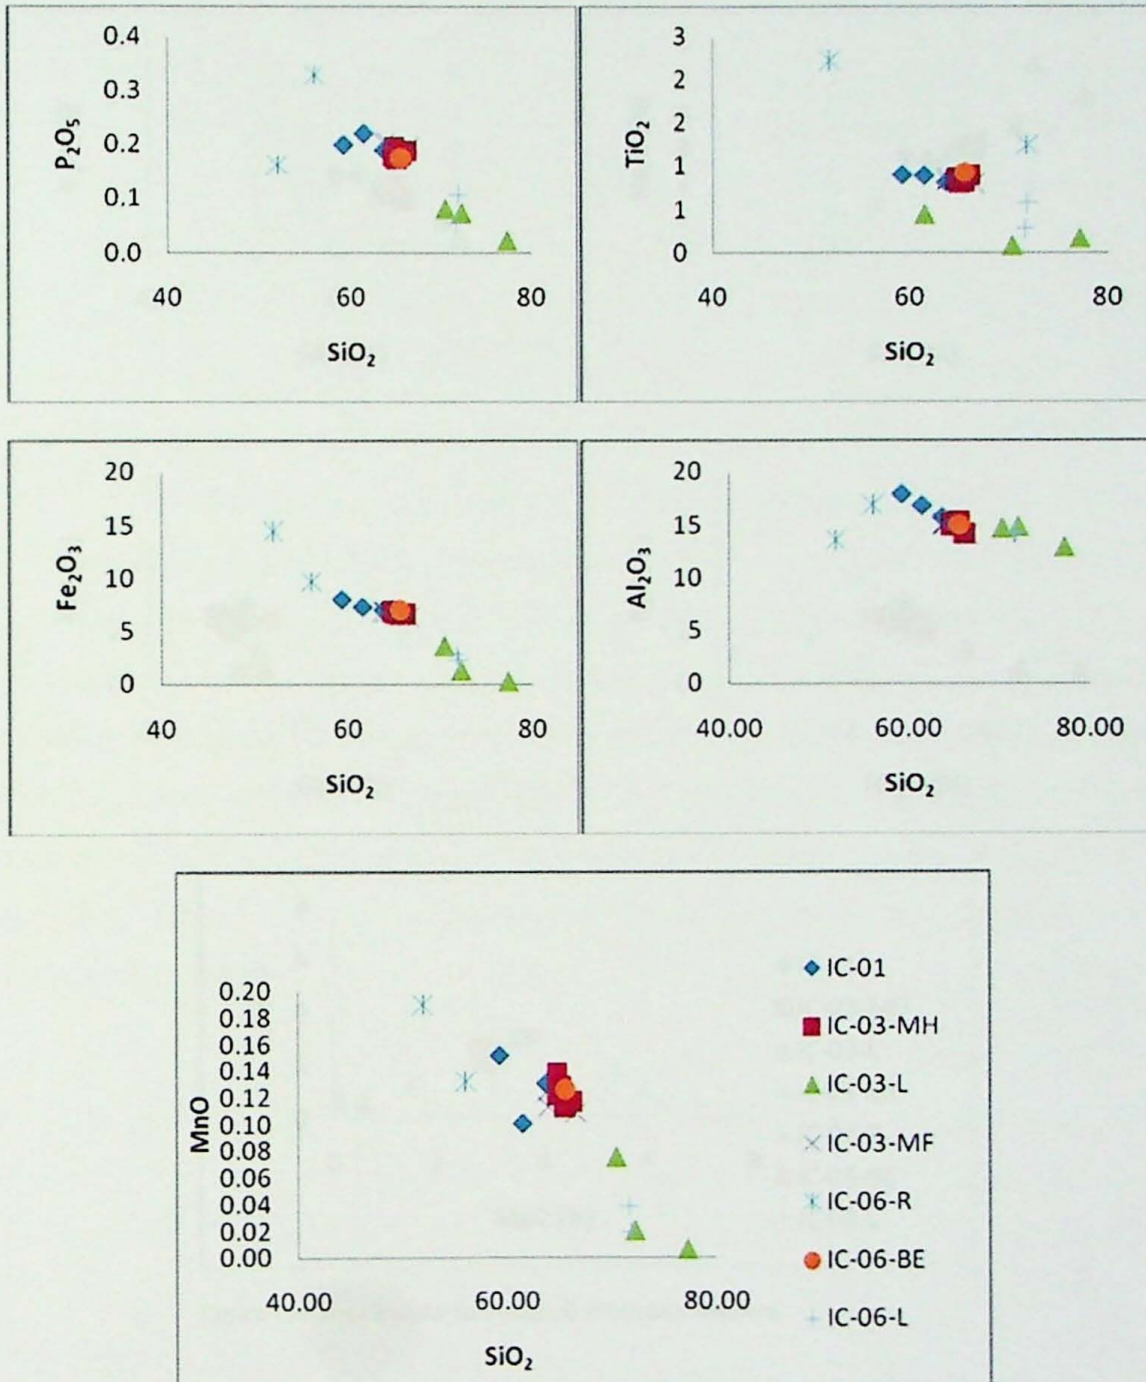 P₂O₅
0.4
0.3
0.2
0.1
0.0
40 60 80
SiO₂
TiO₂
3
2
2
1
1
0
40 60 80
SiO₂
Fe₂O₃
20
15
10
5
0
40 60 80
SiO₂
Al₂O₃
20
15
10
5
0
40.00 60.00 80.00
SiO₂
MnO
0.20
0.18
0.16
0.14
0.12
0.10
0.08
0.06
0.04
0.02
0.00
40.00 60.00 80.00
SiO₂
IC-01
IC-03-MH
IC-03-L
IC-03-MF
IC-06-R
IC-06-BE
IC-06-L